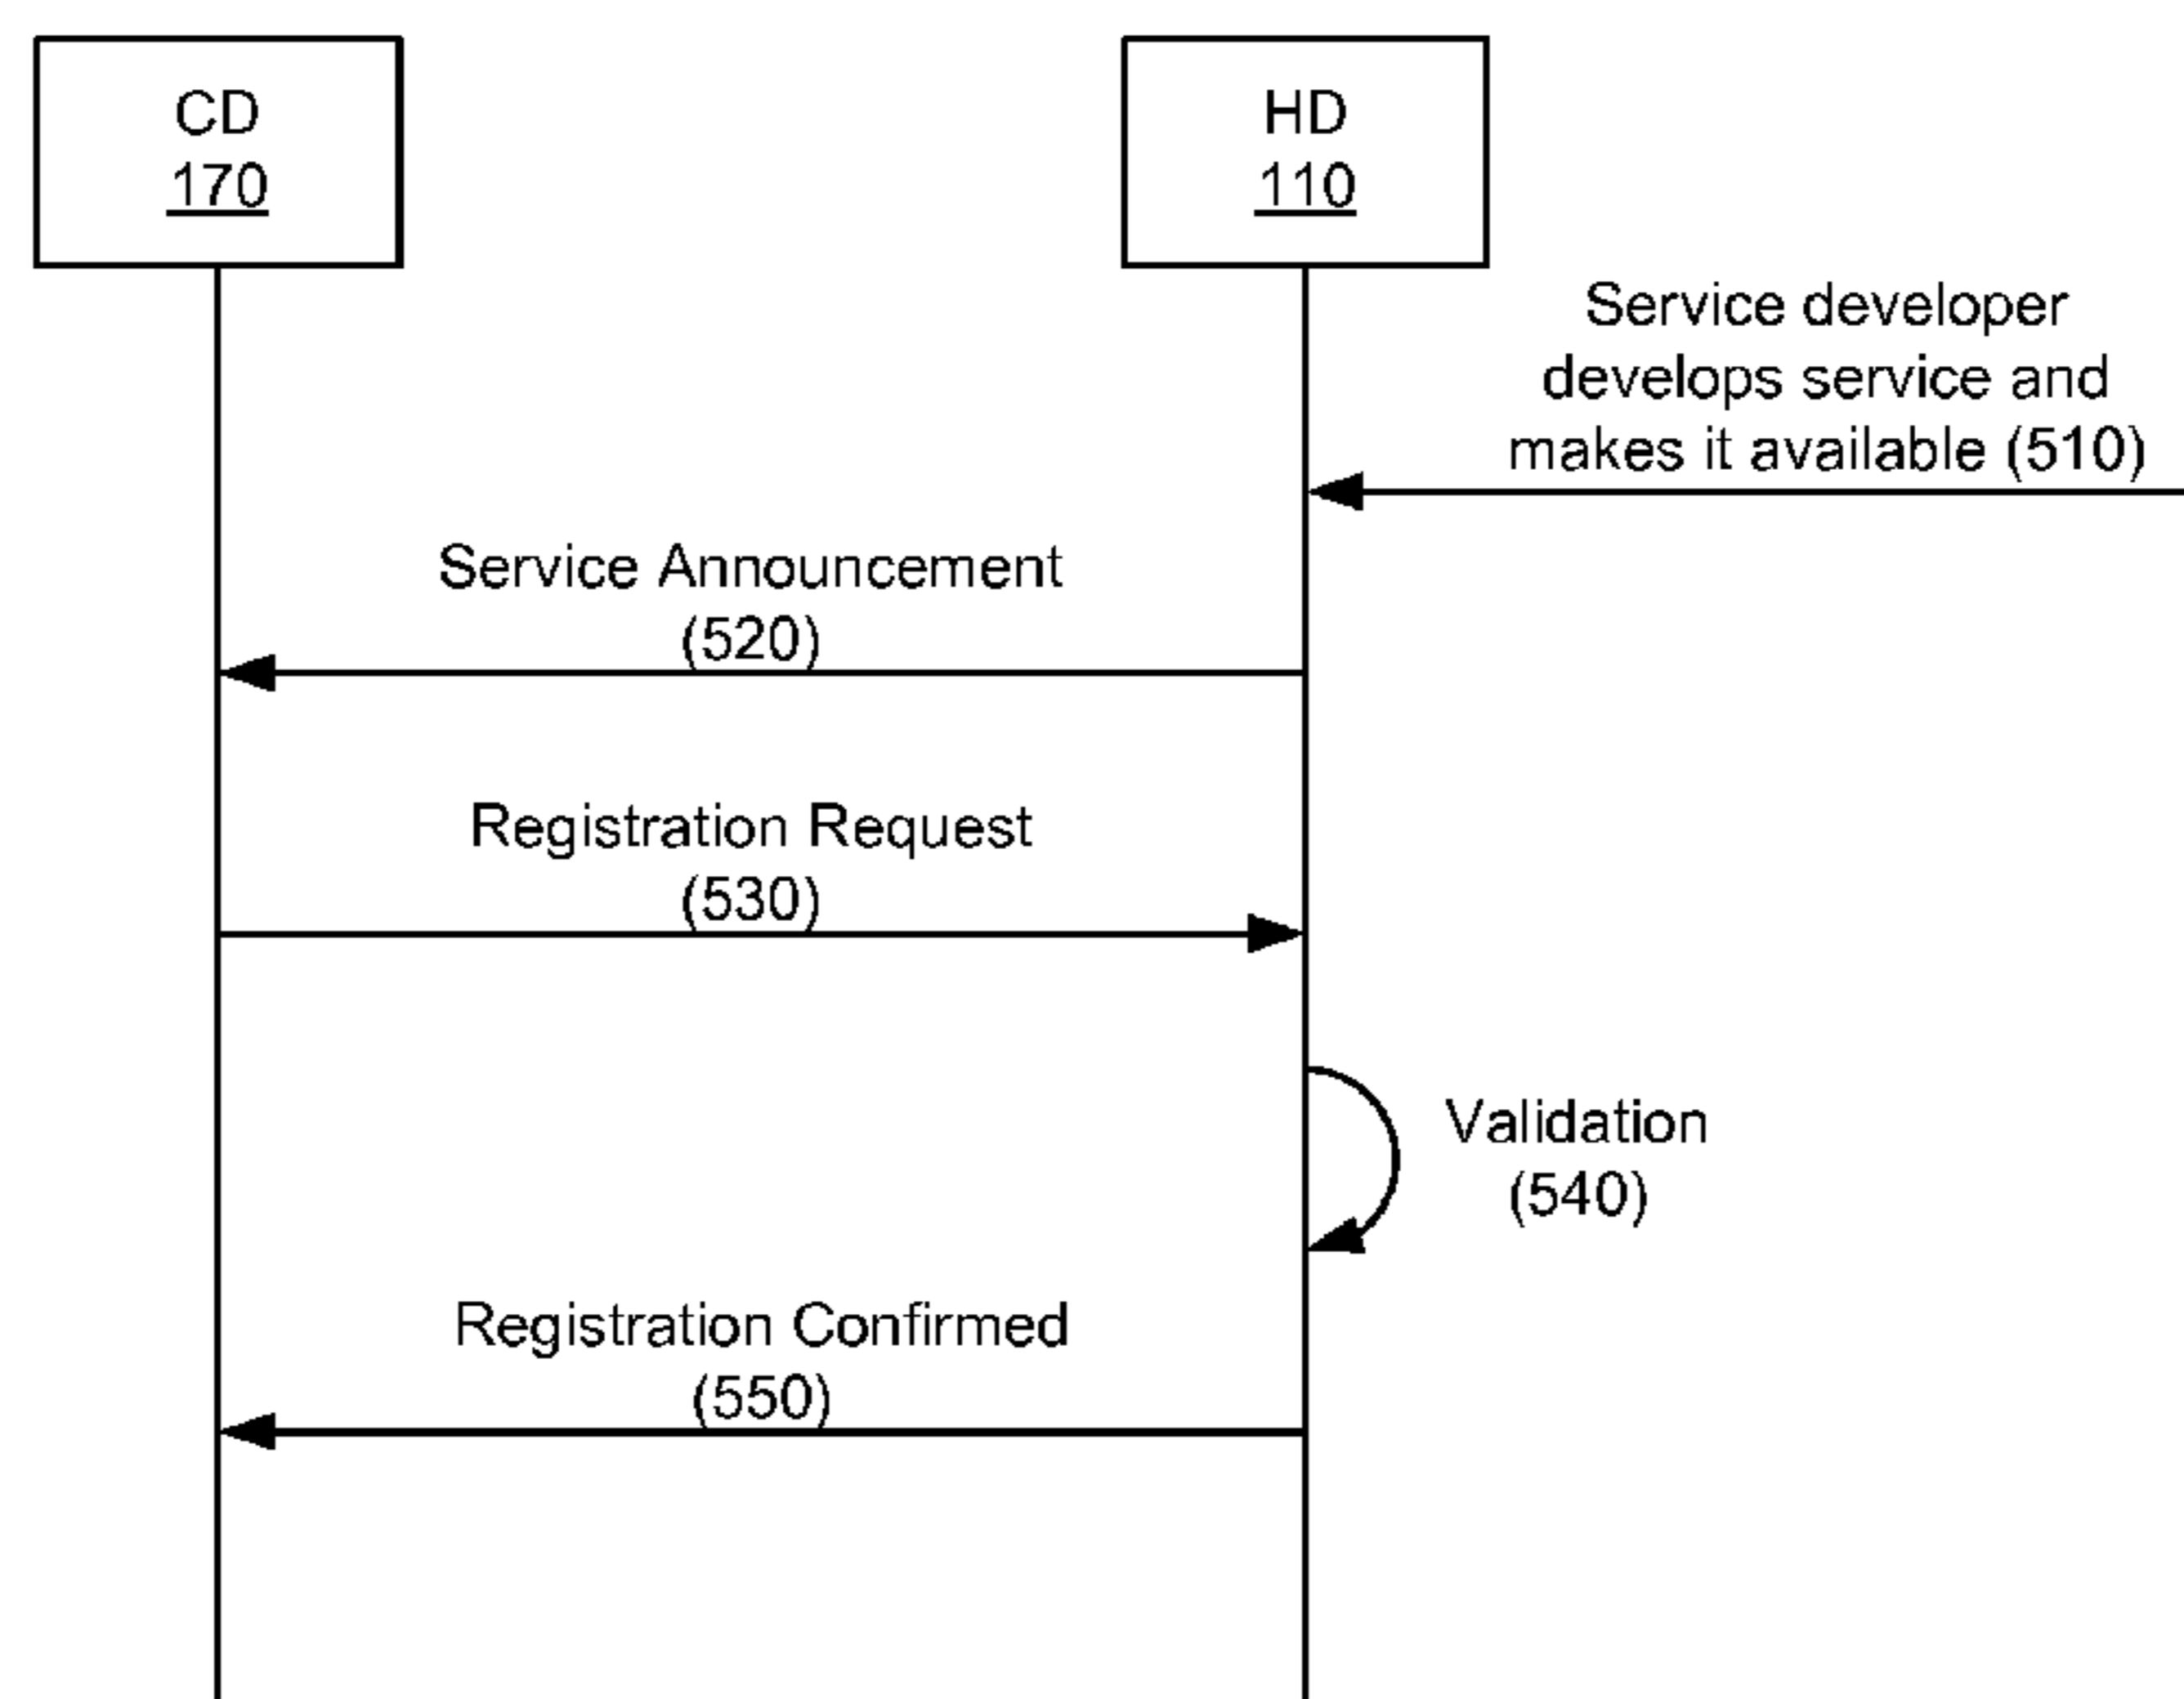 CD
170
HD
110
Service developer
develops service and
makes it available (510)
Service Announcement
(520)
Registration Request
(530)
Validation
(540)
Registration Confirmed
(550)